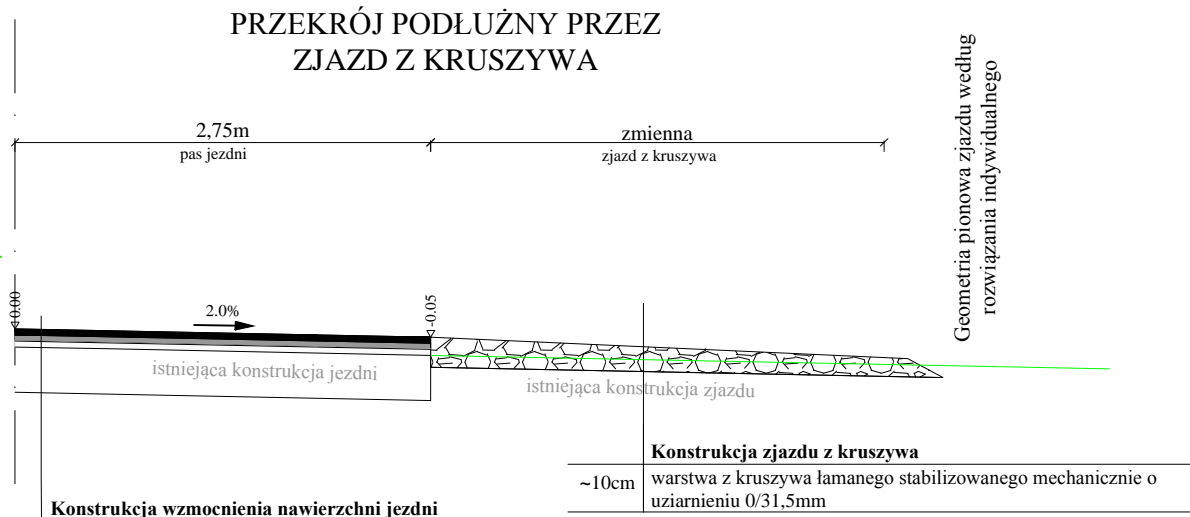 PRZEKRÓJ PODŁUŻNY PRZEZ
ZJAZD Z KRUSZYWA
Geometria pionowa zjazdu według
rozwiązania indywidualnego
2,75m
pas jezdni
zmienna
zjazd z kruszywa
0.00
2.0%
-0.05
istniejąca konstrukcja jezdni
istniejąca konstrukcja zjazdu
Konstrukcja zjazdu z kruszywa
~10cm warstwa z kruszywa łamanego stabilizowanego mechanicznie o
uziarnieniu 0/31,5mm
Konstrukcja wzmocnienia nawierzchni jezdni